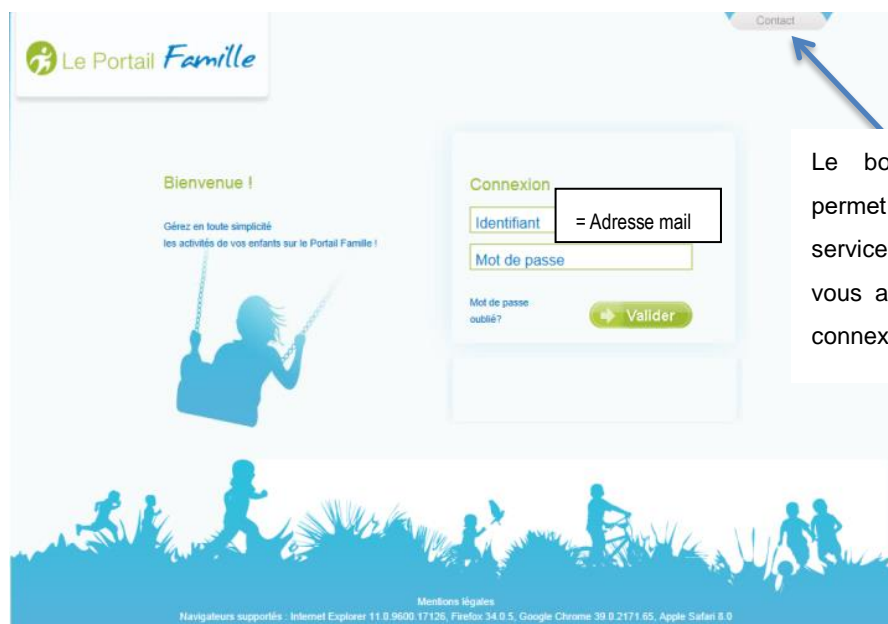 Contact
Le Portail Famille
Le
permet
service
vous
Bienvenue !
Connexion
Identifiant
= Adresse mail
Gérez en toute simplicité
les activités de vos enfants sur le Portail Famille !
Mot de passe
Mot de passe
oublié?
Valider
Mentions légales
Navigateurs supportés : Internet Explorer 11.0.9600.17126, Firefox 34.0.5, Google Chrome 39.0.2171.65, Apple Safari 8.0